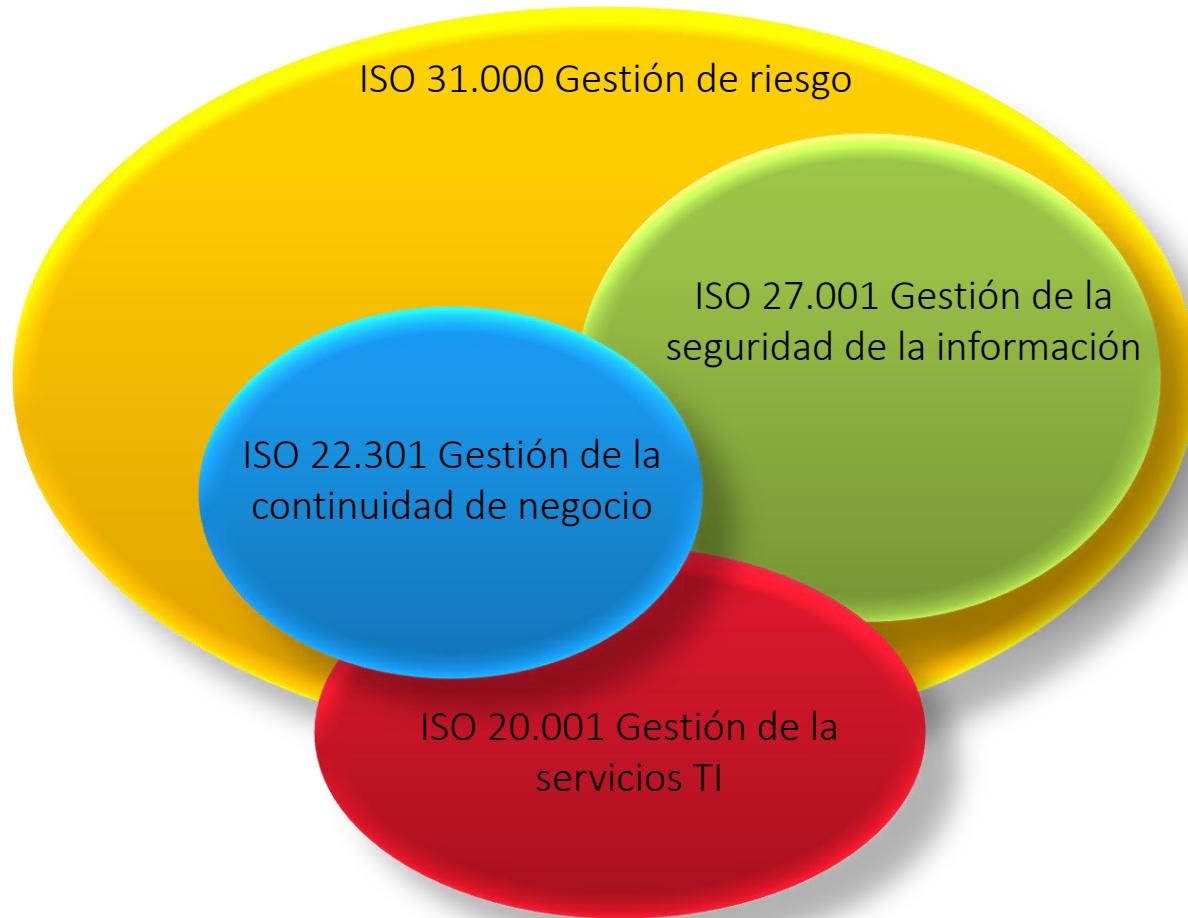 ISO 31.000 Gestión de riesgo
ISO 27.001 Gestión de la
seguridad de la información
ISO 22.301 Gestión de la
continuidad de negocio
ISO 20.001 Gestión de la
servicios TI